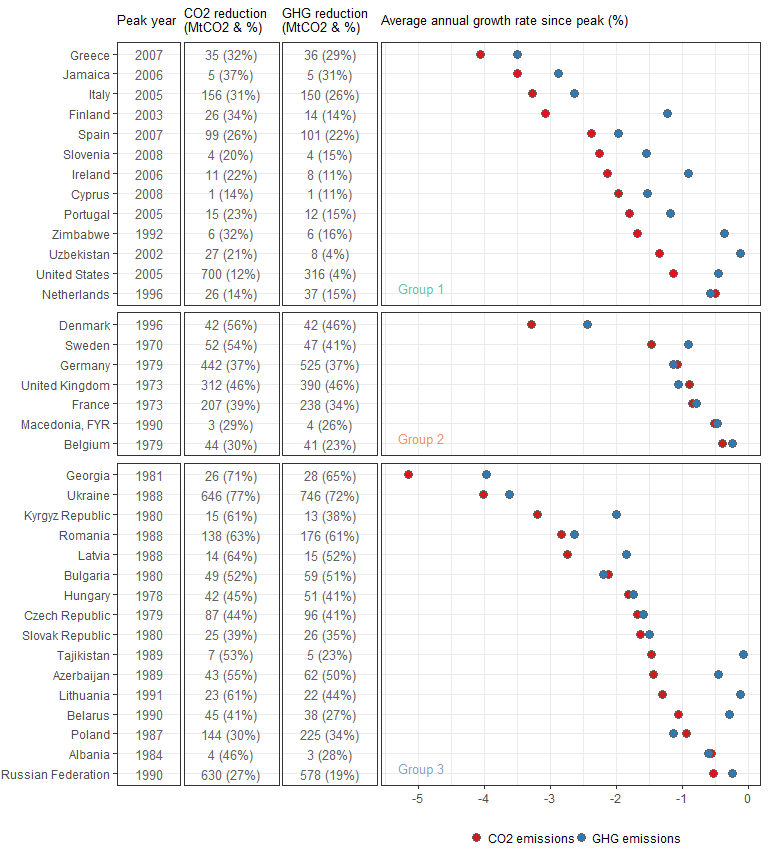 Peak year CO2 reduction (MtCO2 & %) GHG reduction (MtCO2 & %) Average annual growth rate since peak (%)
Greece 2007 35 (32%) 36 (29%)
Jamaica 2006 5 (37%) 5 (31%)
Italy 2005 156 (31%) 150 (26%)
Finland 2003 26 (34%) 14 (14%)
Spain 2007 99 (26%) 101 (22%)
Slovenia 2008 4 (20%) 4 (15%)
Ireland 2006 11 (22%) 8 (11%)
Cyprus 2008 1 (14%) 1 (11%)
Portugal 2005 15 (23%) 12 (15%)
Zimbabwe 1992 6 (32%) 6 (16%)
Uzbekistan 2002 27 (21%) 8 (4%)
United States 2005 700 (12%) 316 (4%)
Netherlands 1996 26 (14%) 37 (15%)
Group 1
Denmark 1996 42 (56%) 42 (46%)
Sweden 1970 52 (54%) 47 (41%)
Germany 1979 442 (37%) 525 (37%)
United Kingdom 1973 312 (46%) 390 (46%)
France 1973 207 (39%) 238 (34%)
Macedonia, FYR 1990 3 (29%) 4 (26%)
Belgium 1979 44 (30%) 41 (23%)
Group 2
Georgia 1981 26 (71%) 28 (65%)
Ukraine 1988 646 (77%) 746 (72%)
Kyrgyz Republic 1980 15 (61%) 13 (38%)
Romania 1988 138 (63%) 176 (61%)
Latvia 1988 14 (64%) 15 (52%)
Bulgaria 1980 49 (52%) 59 (51%)
Hungary 1978 42 (45%) 51 (41%)
Czech Republic 1979 87 (44%) 96 (41%)
Slovak Republic 1980 25 (39%) 26 (35%)
Tajikistan 1989 7 (53%) 5 (23%)
Azerbaijan 1989 43 (55%) 62 (50%)
Lithuania 1991 23 (61%) 22 (44%)
Belarus 1990 45 (41%) 38 (27%)
Poland 1987 144 (30%) 225 (34%)
Albania 1984 4 (46%) 3 (28%)
Russian Federation 1990 630 (27%) 578 (19%)
Group 3
-5 -4 -3 -2 -1 0
CO2 emissions GHG emissions